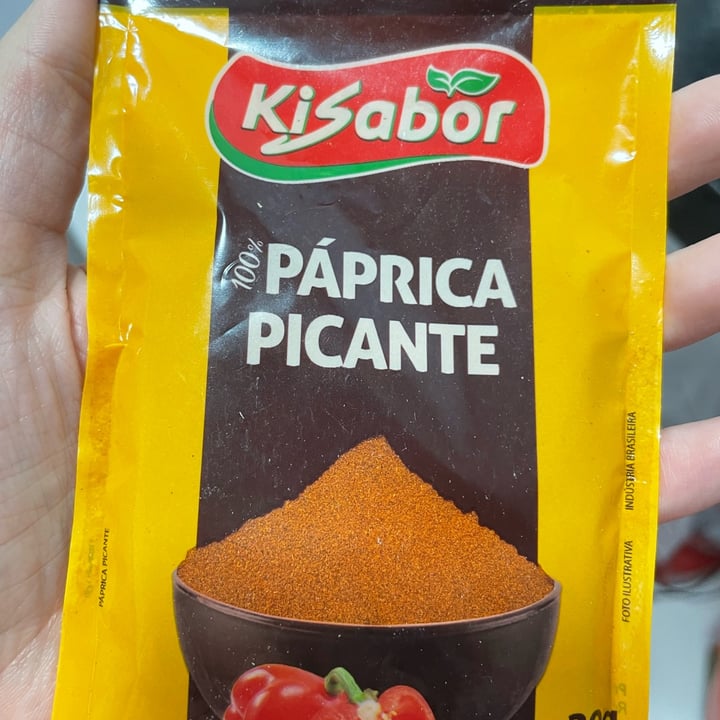 KiSabor
100% PÁPRICA
PICANTE
INDÚSTRIA BRASILEIRA
FOTO ILUSTRATIVA
PÁPRICA PICANTE